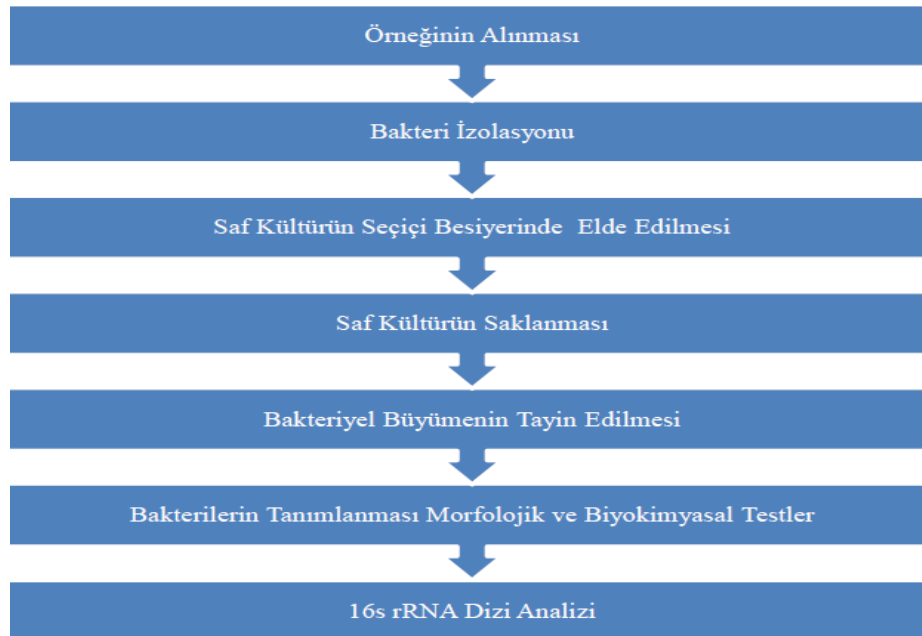 Örneğinin Alınması
Bakteri İzolasyonu
Saf Kültürün Seçiçi Besiyerinde Elde Edilmesi
Saf Kültürün Saklanması
Bakteriyel Büyümenin Tayin Edilmesi
Bakterilerin Tanımlanması Morfolojik ve Biyokimyasal Testler
16s rRNA Dizi Analizi